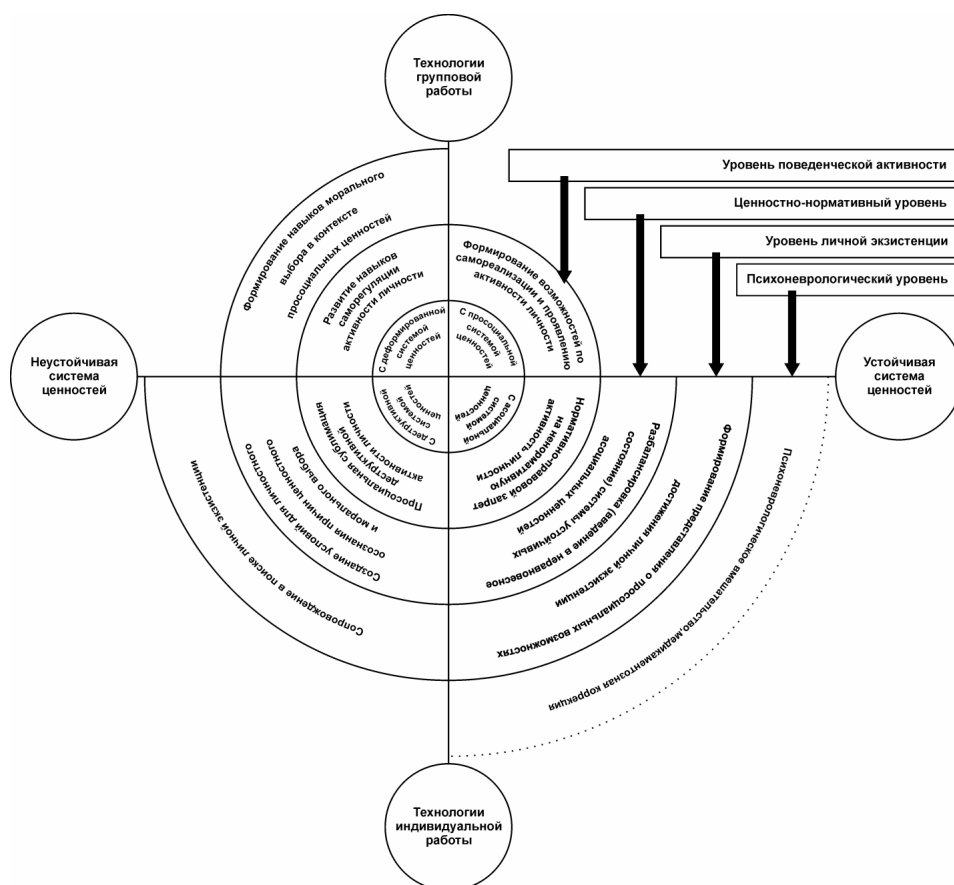 Технологии
групповой
работы
Уровень поведенческой активности
Ценностно-нормативный уровень
Уровень личной экзистенции
Психоневрологический уровень
Формирование навыков морального
выбора в контексте
просоциальных ценностей
Развитие навыков
саморегуляции
активности личности
С деформированной
системой
ценностей
Формирование возможностей по
самореализации и проявлению
активности личности
С просоциальной
системой
ценностей
Неустойчивая
система
ценностей
Устойчивая
система
ценностей
С деструктивной
системой
ценностей
Просоциальная сублимация
деструктивной
активности личности
Создание условий для личностного
осознания причин ценностного
и морального выбора
Сопровождение в поиске личной экзистенции
С асоциальной
системой
ценностей
Нормативно-правовой запрет
на ненормативную
активность личности
Разбалансировка (введение в неравновесное
состояние) системы устойчивых
асоциальных ценностей
Формирование представления о просоциальных возможностях
достижения личной экзистенции
Психоневрологическое вмешательство,медикаментозная коррекция
Технологии
индивидуальной
работы